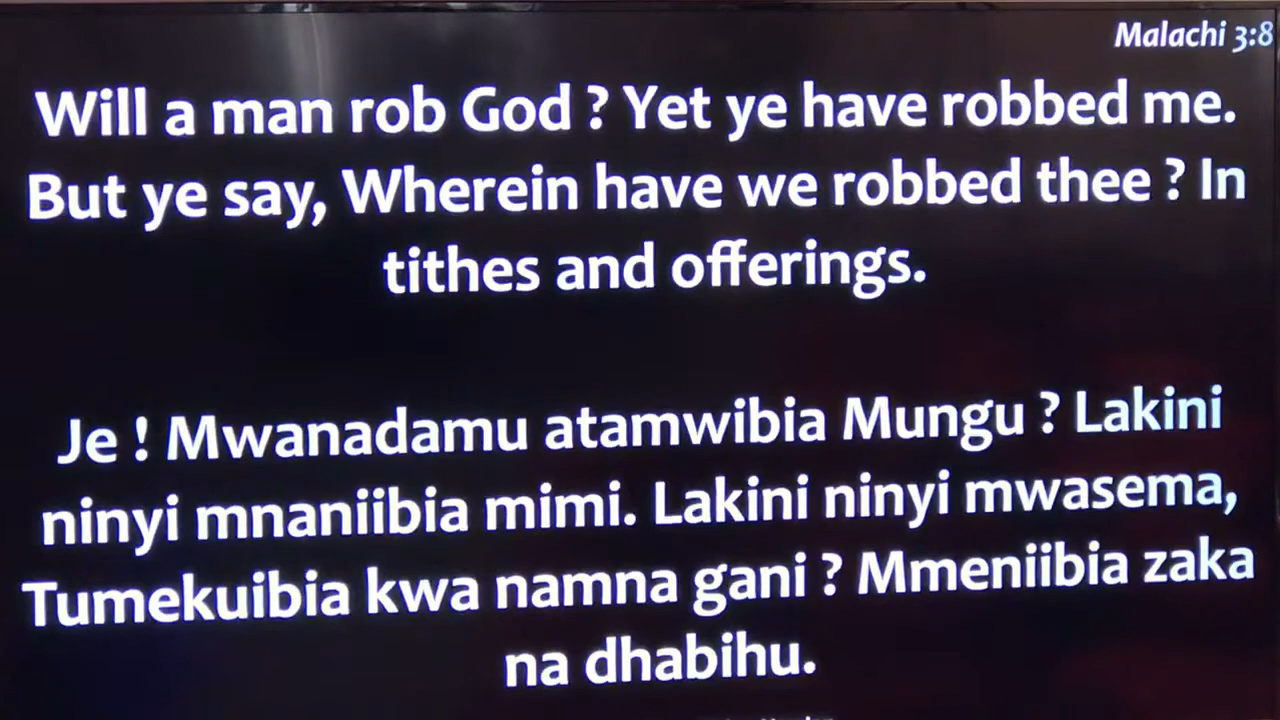 Malachi 3:8
Will a man rob God ? Yet ye have robbed me.
But ye say, Wherein have we robbed thee ? In
tithes and offerings.
Je ! Mwanadamu atamwibia Mungu ? Lakini
ninyi mnaniibia mimi. Lakini ninyi mwasema,
Tumekuibia kwa namna gani ? Mmeniibia zaka
na dhabihu.